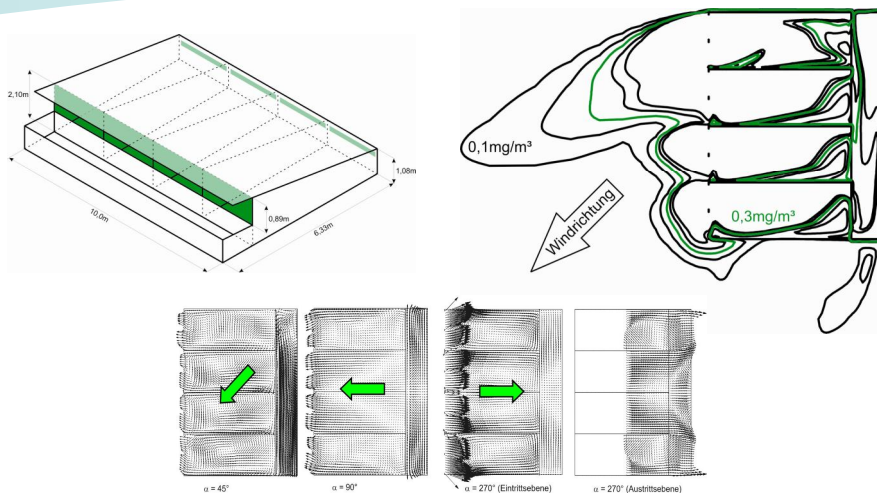 2,10m
1,08m
0,89m
10,0m
6,33m
0,1mg/m³
Windrichtung
0,3mg/m³
α = 45°
α = 90°
α = 270° (Eintrittsebene)
α = 270° (Austrittsebene)